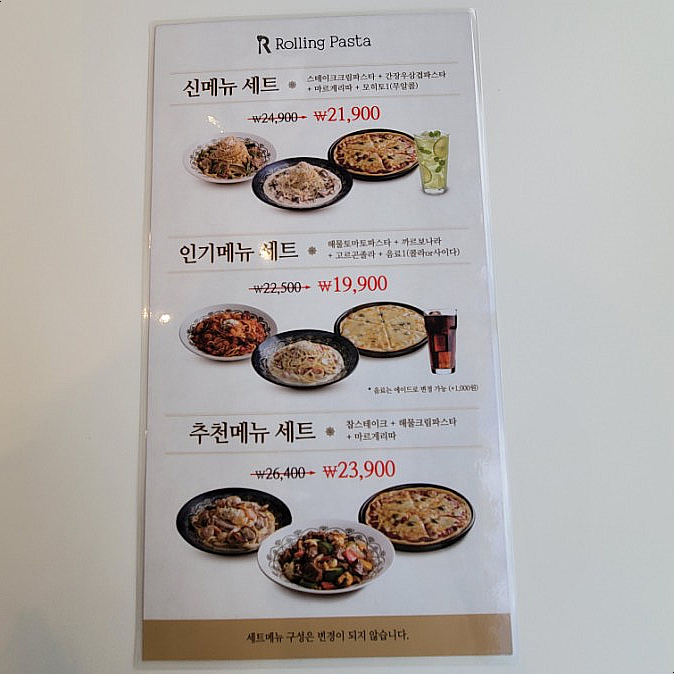 Rolling Pasta
신메뉴 세트
스테이크크림파스타 + 간장우삼겹파스타
+ 마르게리따 + 모히토1(무알콜)
₩24,900 → ₩21,900
인기메뉴 세트
해물토마토파스타 + 까르보나라
+ 고르곤졸라 + 음료1(콜라or사이다)
₩22,500 → ₩19,900
* 음료는 에이드로 변경 가능 (+1,000원)
추천메뉴 세트
찹스테이크 + 해물크림파스타
+ 마르게리따
₩26,400 → ₩23,900
세트메뉴 구성은 변경이 되지 않습니다.